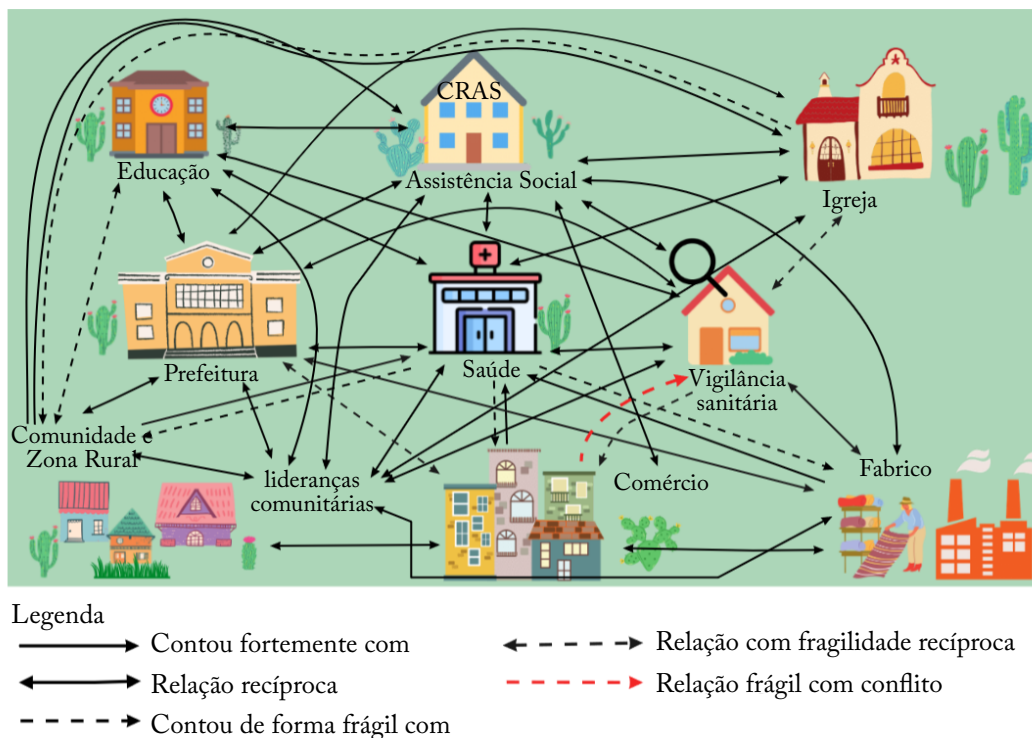 CRAS
Educação
Assistência Social
Igreja
Prefeitura
Saúde
Vigilância
sanitária
Comunidade e
Zona Rural
lideranças
comunitárias
Comércio
Fabrico
Legenda
Contou fortemente com
Relação recíproca
Contou de forma frágil com
Relação com fragilidade recíproca
Relação frágil com conflito